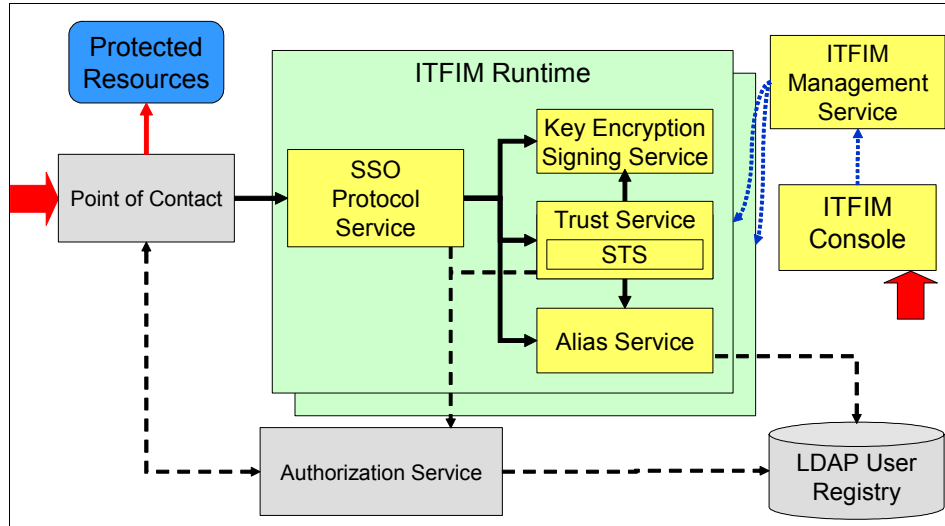 Protected
Resources
ITFIM Runtime
ITFIM
Management
Service
Key Encryption
Signing Service
SSO
Protocol
Service
Point of Contact
Trust Service
STS
ITFIM
Console
Alias Service
Authorization Service
LDAP User
Registry